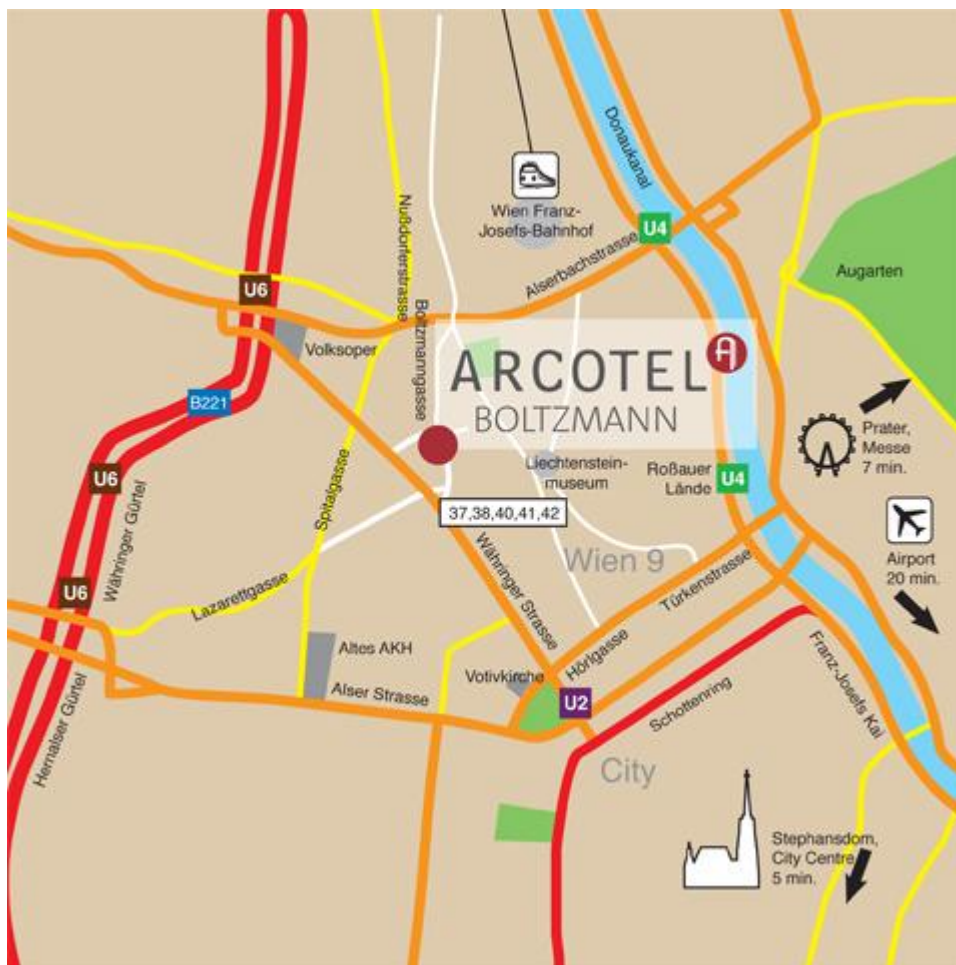 Donaukanal
Wien Franz-
Josefs-Bahnhof
Nußdorferstrasse
U4
Alserbachstrasse
Augarten
U6
Boltzmanngasse
Volksoper
ARCOTEL
A
BOLTZMANN
B221
Prater,
Messe
7 min.
U6
Liechtenstein-
museum
Roßauer
Lände
U4
Spitalgasse
Währinger Gürtel
37,38,40,41,42
Währinger Strasse
Wien 9
Airport
20 min.
U6
Lazarettgasse
Türkenstrasse
Altes AKH
Hörlgasse
Votivkirche
Alser Strasse
U2
Schottenring
Franz-Josefs Kai
Hernalser Gürtel
City
Stephansdom,
City Centre
5 min.